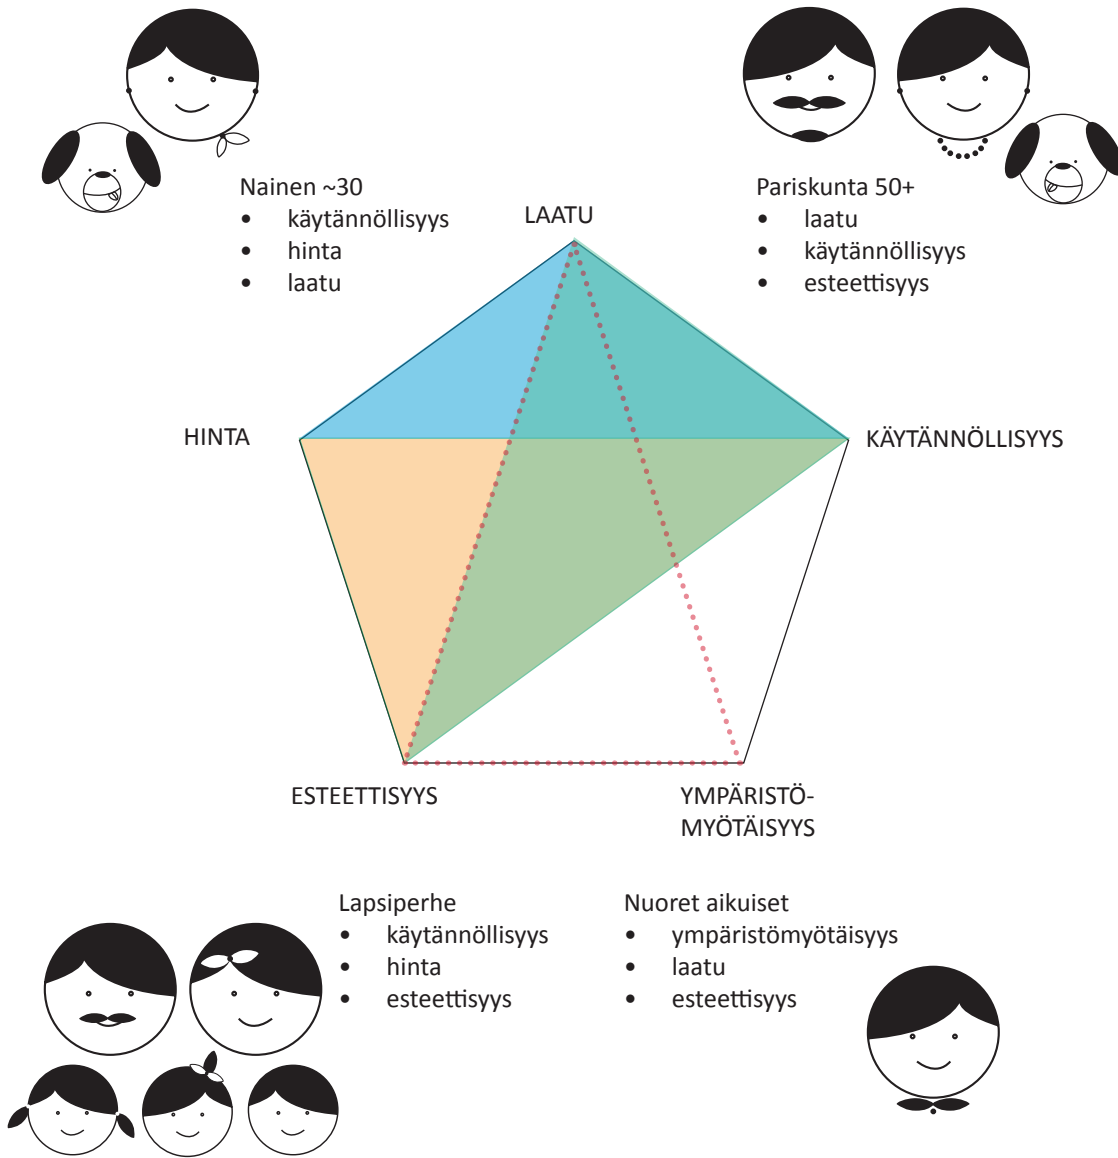 Nainen ~30
• käytännöllisyys
• hinta
• laatu
Pariskunta 50+
• laatu
• käytännöllisyys
• esteettisyys
LAATU
HINTA
KÄYTÄNNÖLLISYYS
ESTEETTISYYS
YMPÄRISTÖ-
MYÖTÄISYYS
Lapsiperhe
• käytännöllisyys
• hinta
• esteettisyys
Nuoret aikuiset
• ympäristömyötäisyys
• laatu
• esteettisyys